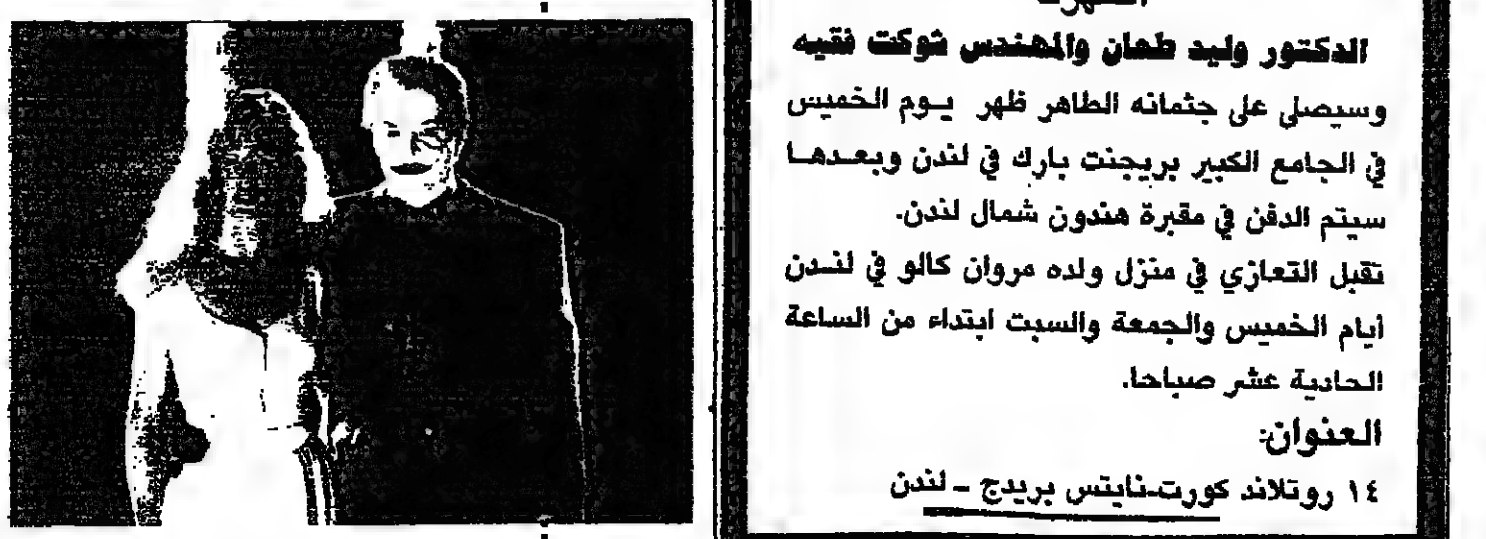 الدكتور وليد طعان والمهندس شوكت فقيه
وسيصلى على جثمانه الطاهر ظهر يوم الخميس
في الجامع الكبير بريجنت بارك في لندن وبعدها
سيتم الدفن في مقبرة هندون شمال لندن.
تقبل التعازي في منزل ولده مروان كالو في لندن
أيام الخميس والجمعة والسبت ابتداء من الساعة
الحادية عشر صباحا.
العنوان:
١٤ روتلاند كورت-نايتس بريدج - لندن